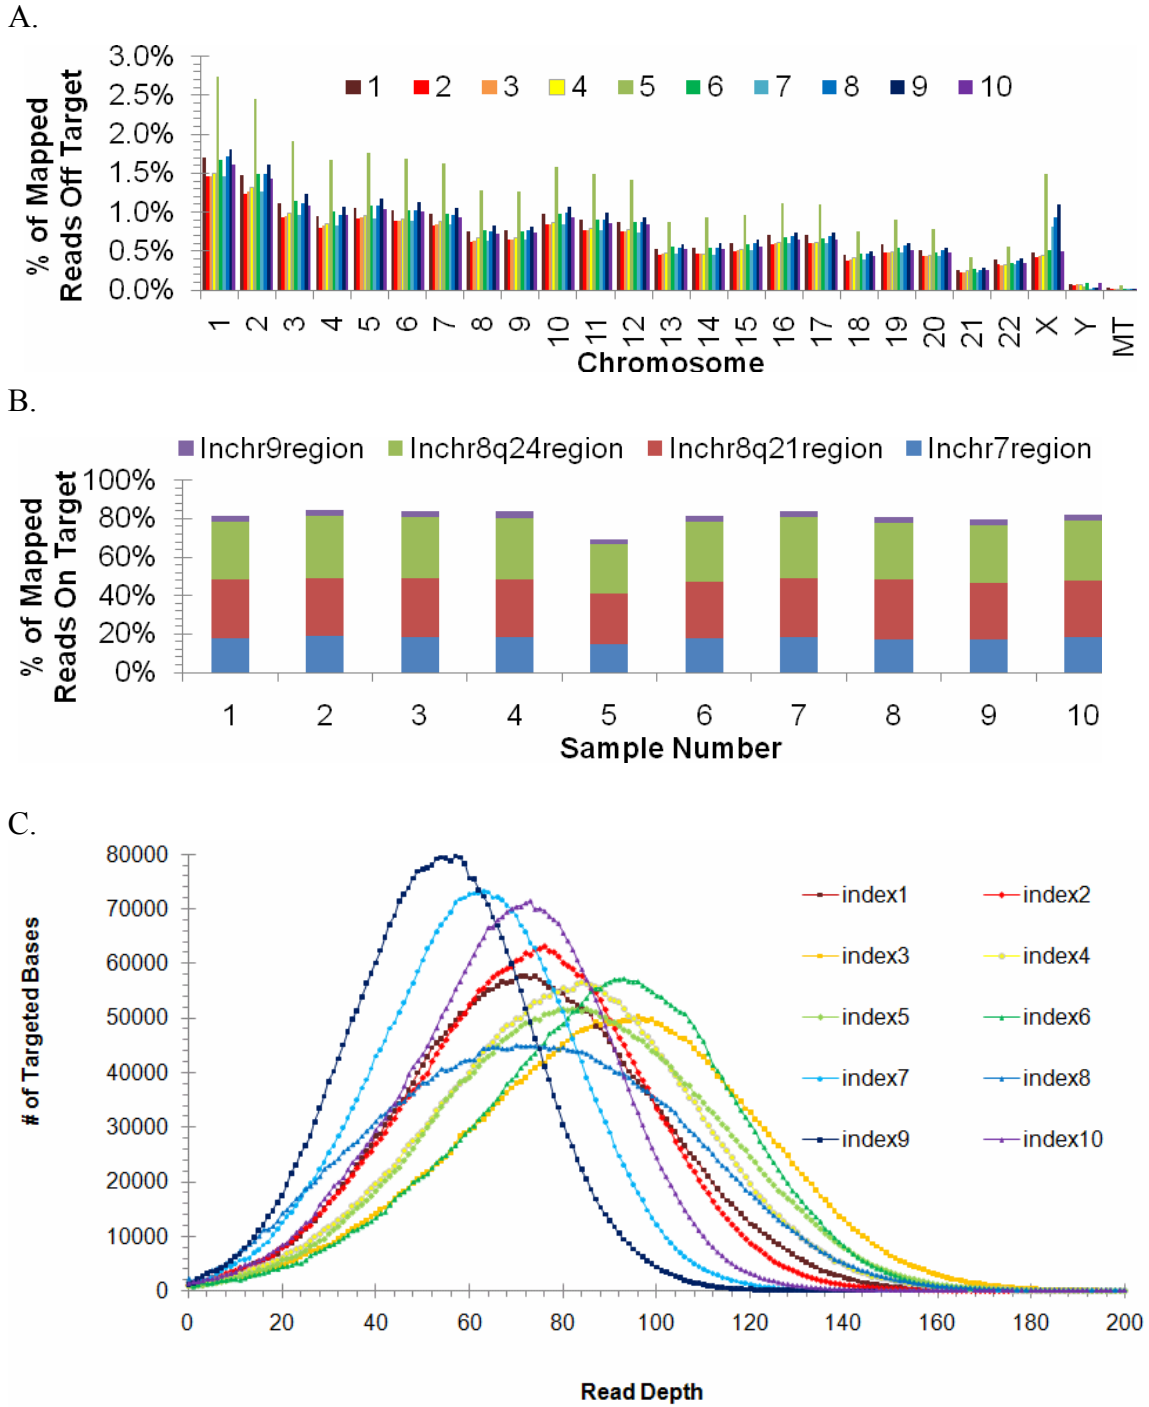 A.
% of Mapped
Reads Off Target
3.0%
2.5%
2.0%
1.5%
1.0%
0.5%
0.0%
1 2 3 4 5 6 7 8 9 10
1 2 3 4 5 6 7 8 9 10 11 12 13 14 15 16 17 18 19 20 21 22 X Y MT
Chromosome
B.
Inchr9region Inchr8q24region Inchr8q21region Inchr7region
% of Mapped
Reads On Target
100%
80%
60%
40%
20%
0%
1 2 3 4 5 6 7 8 9 10
Sample Number
C.
# of Targeted Bases
80000
70000
60000
50000
40000
30000
20000
10000
0
index1 index2
index3 index4
index5 index6
index7 index8
index9 index10
0 20 40 60 80 100 120 140 160 180 200
Read Depth